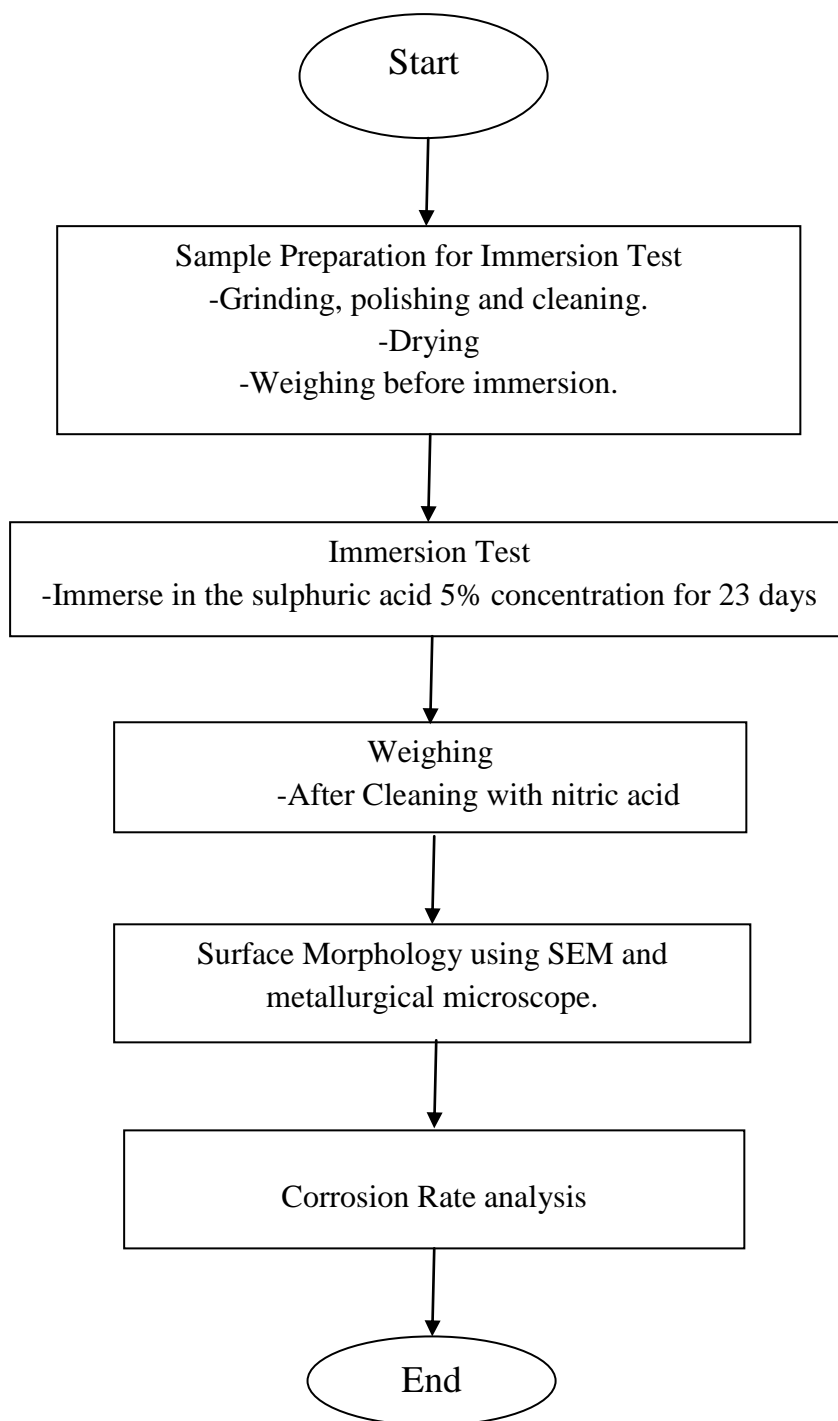 Start
Sample Preparation for Immersion Test
-Grinding, polishing and cleaning.
-Drying
-Weighing before immersion.
Immersion Test
-Immerse in the sulphuric acid 5% concentration for 23 days
Weighing
-After Cleaning with nitric acid
Surface Morphology using SEM and
metallurgical microscope.
Corrosion Rate analysis
End